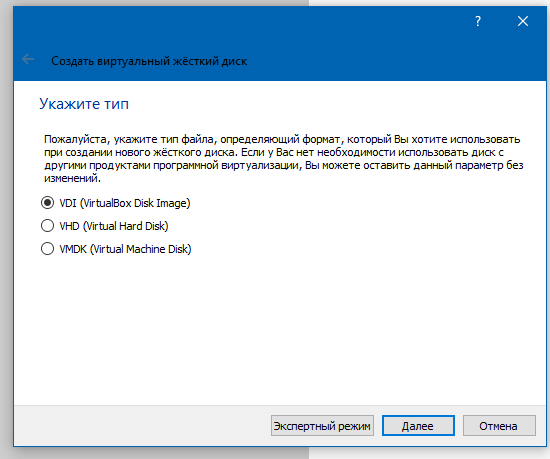 ?
Создать виртуальный жёсткий диск
Укажите тип
Пожалуйста, укажите тип файла, определяющий формат, который Вы хотите использовать
при создании нового жёсткого диска. Если у Вас нет необходимости использовать диск с
другими продуктами программной виртуализации, Вы можете оставить данный параметр без
изменений.
VDI (VirtualBox Disk Image)
VHD (Virtual Hard Disk)
VMDK (Virtual Machine Disk)
Экспертный режим Далее Отмена